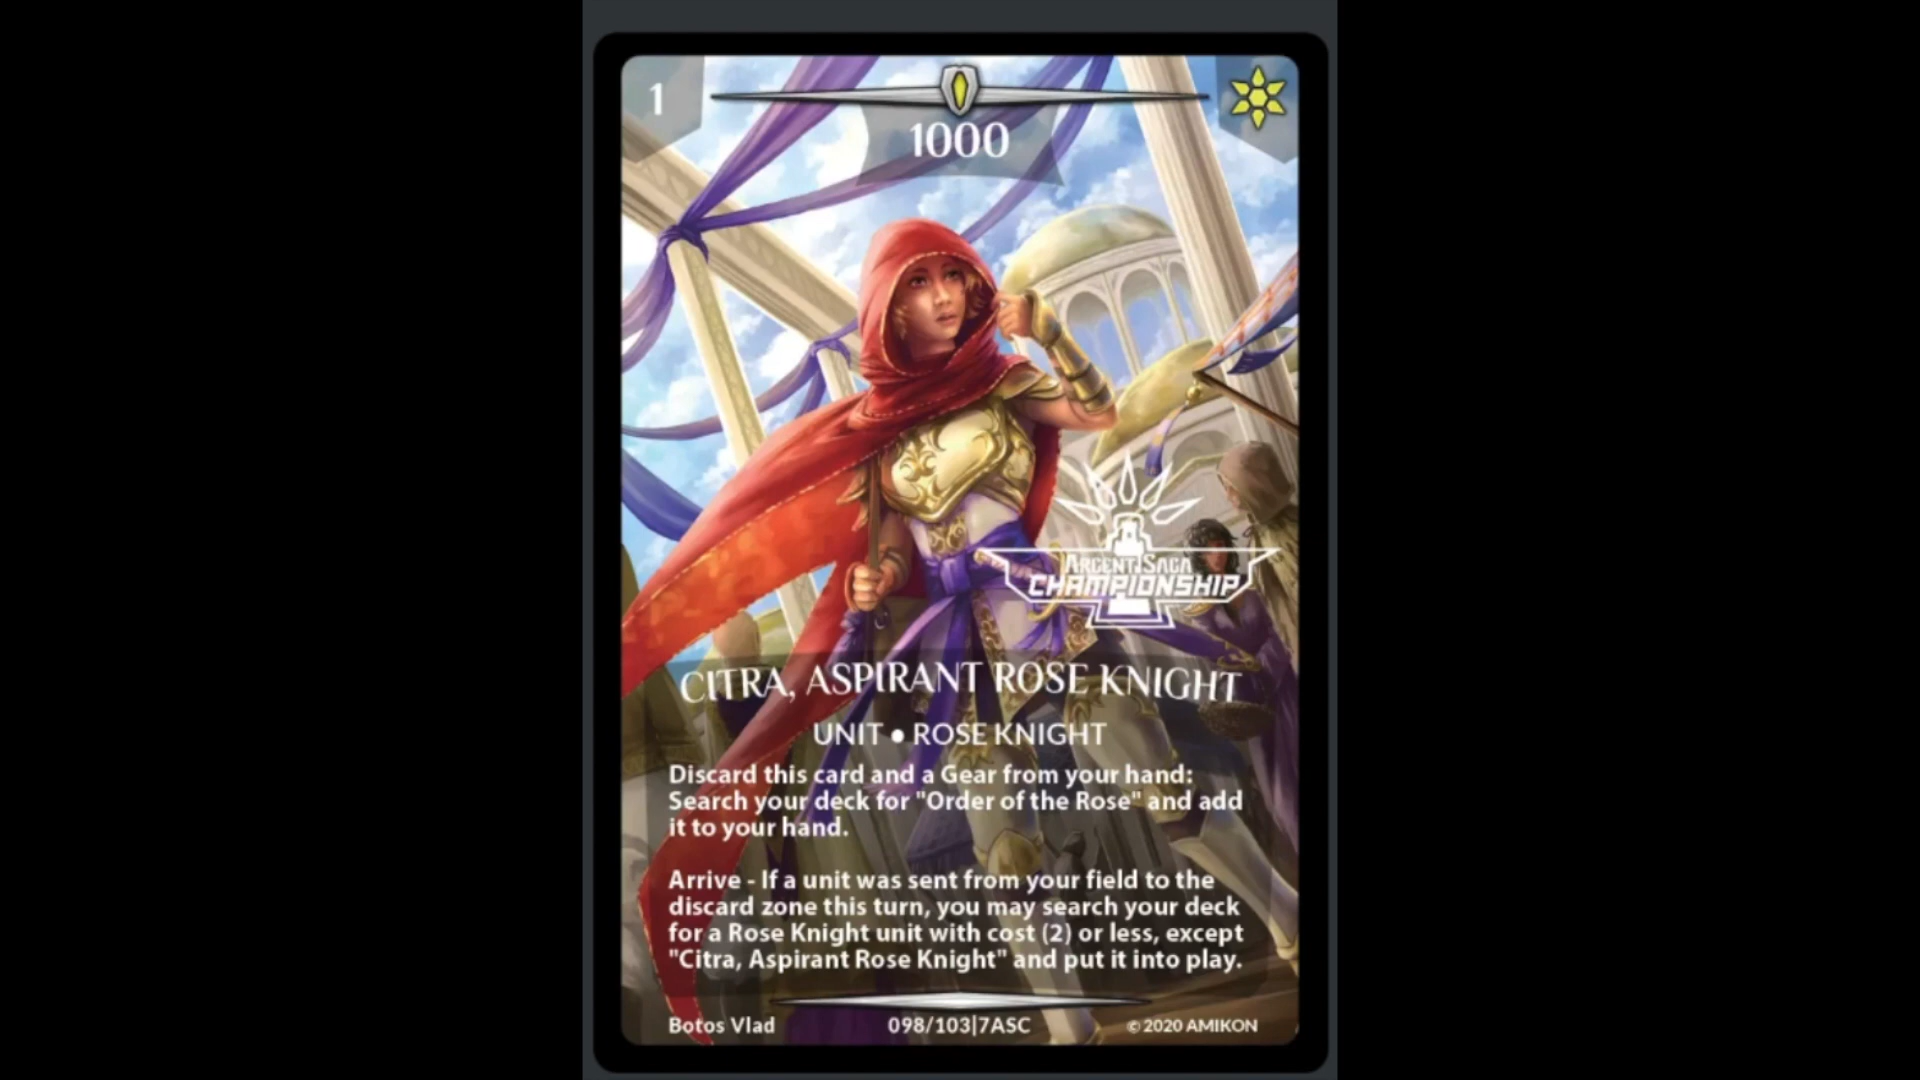 1
1000
ARGENT SAGA
CHAMPIONSHIP
CITRA, ASPIRANT ROSE KNIGHT
UNIT ● ROSE KNIGHT
Discard this card and a Gear from your hand:
Search your deck for "Order of the Rose" and add
it to your hand.
Arrive - If a unit was sent from your field to the
discard zone this turn, you may search your deck
for a Rose Knight unit with cost (2) or less, except
"Citra, Aspirant Rose Knight" and put it into play.
Botos Vlad
098/103|7ASC
© 2020 AMIKON